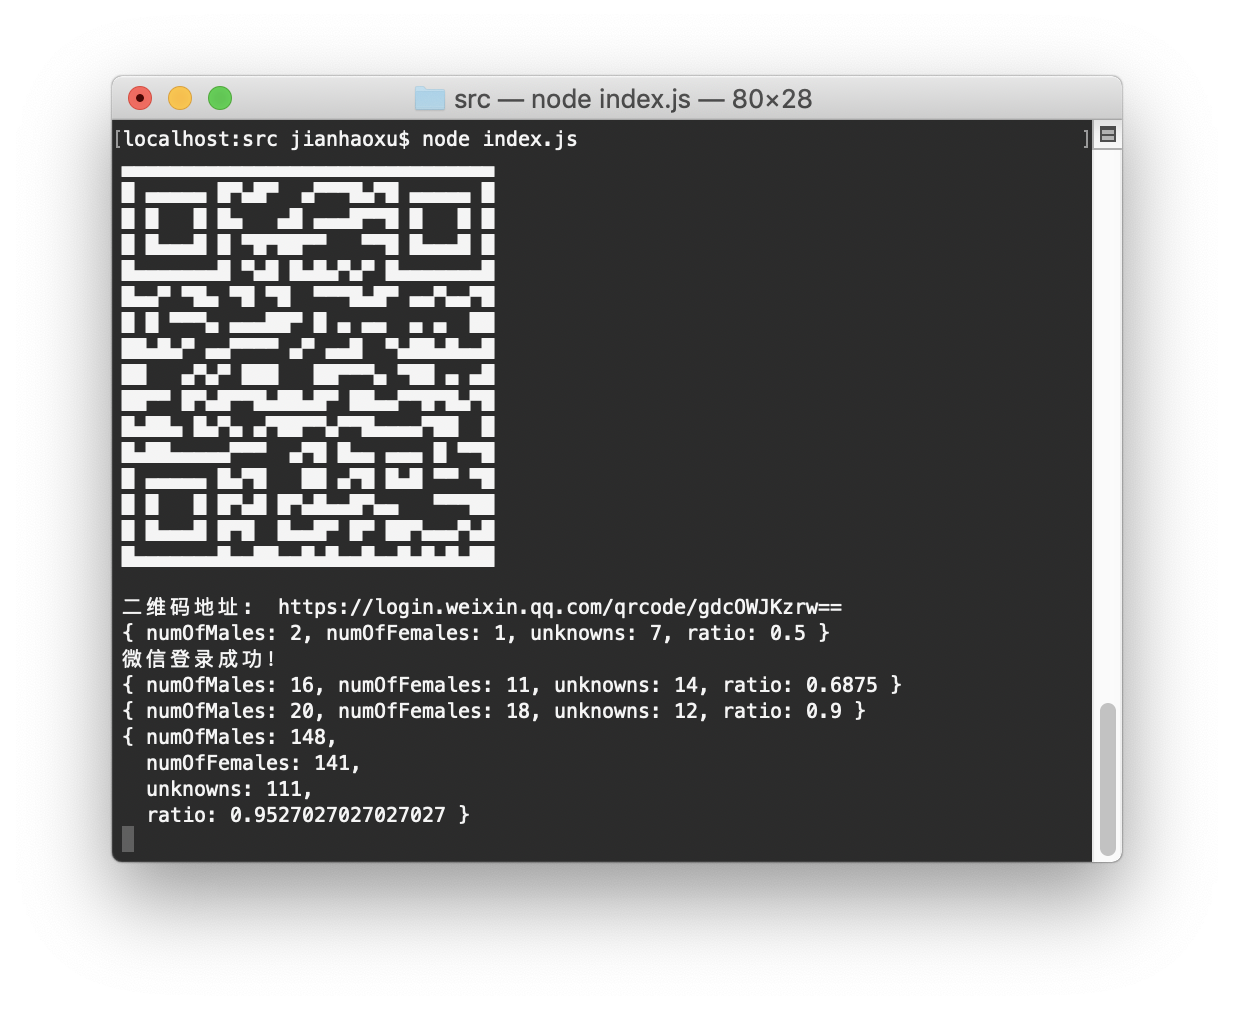 src — node index.js — 80×28
[localhost:src jianhaoxu$ node index.js ]
二维码地址: https://login.weixin.qq.com/qrcode/gdcOWJKzrw==
{ numOfMales: 2, numOfFemales: 1, unknowns: 7, ratio: 0.5 }
微信登录成功!
{ numOfMales: 16, numOfFemales: 11, unknowns: 14, ratio: 0.6875 }
{ numOfMales: 20, numOfFemales: 18, unknowns: 12, ratio: 0.9 }
{ numOfMales: 148,
  numOfFemales: 141,
  unknowns: 111,
  ratio: 0.9527027027027027 }